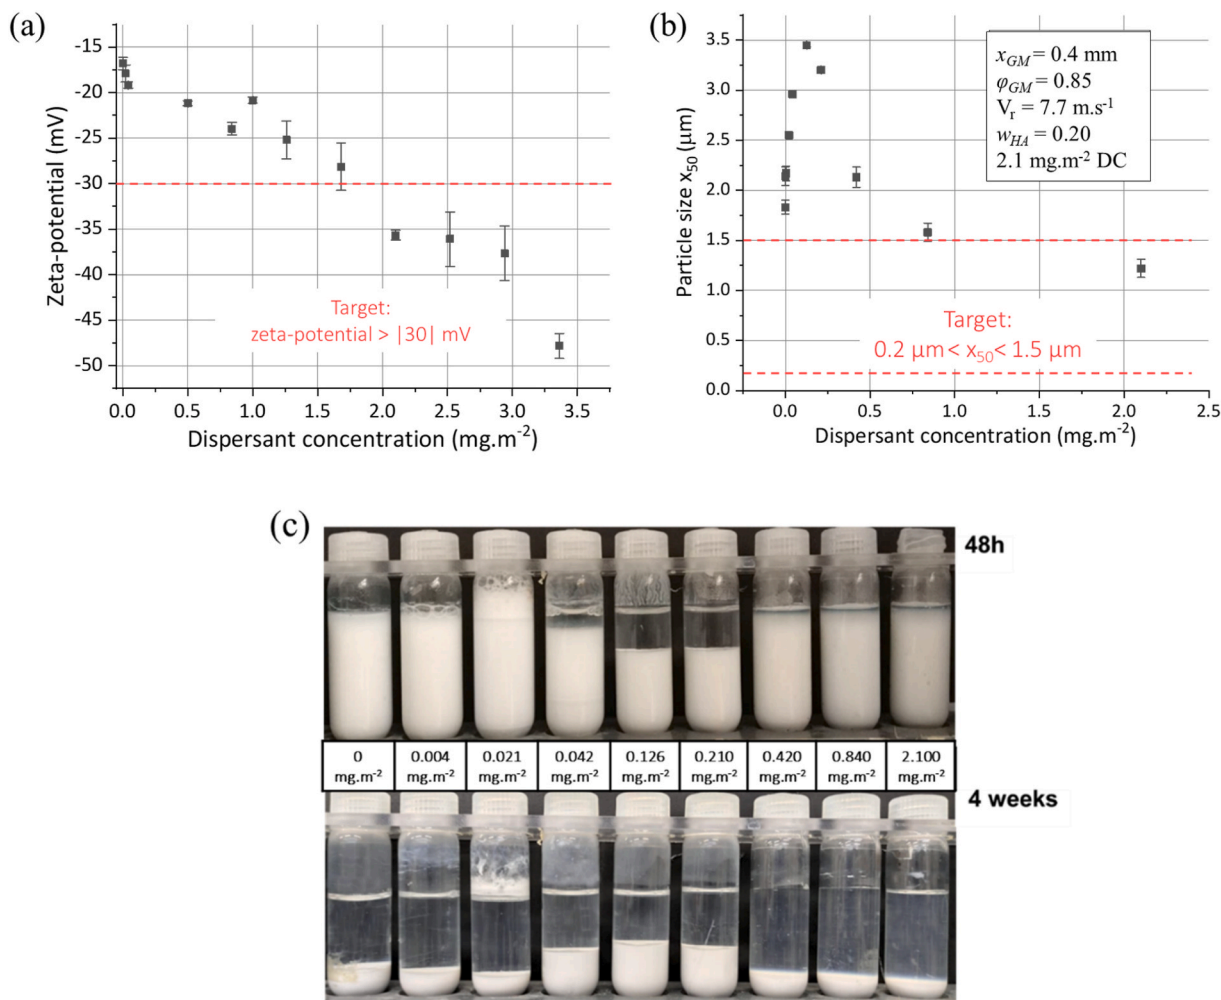 (a)
-15
-20
-25
-30
-35
-40
-45
-50
Zeta-potential (mV)
Target:
zeta-potential > |30| mV
0.0 0.5 1.0 1.5 2.0 2.5 3.0 3.5
Dispersant concentration (mg.m-2)
(b)
3.5
3.0
2.5
2.0
1.5
1.0
0.5
0.0
Particle size x50 (µm)
xGM = 0.4 mm
φGM = 0.85
Vr = 7.7 m.s-1
wHA = 0.20
2.1 mg.m-2 DC
Target:
0.2 µm< x50< 1.5 µm
0.0 0.5 1.0 1.5 2.0 2.5
Dispersant concentration (mg.m-2)
(c)
48h
0 0.004 0.021 0.042 0.126 0.210 0.420 0.840 2.100
mg.m-2 mg.m-2 mg.m-2 mg.m-2 mg.m-2 mg.m-2 mg.m-2 mg.m-2 mg.m-2
4 weeks